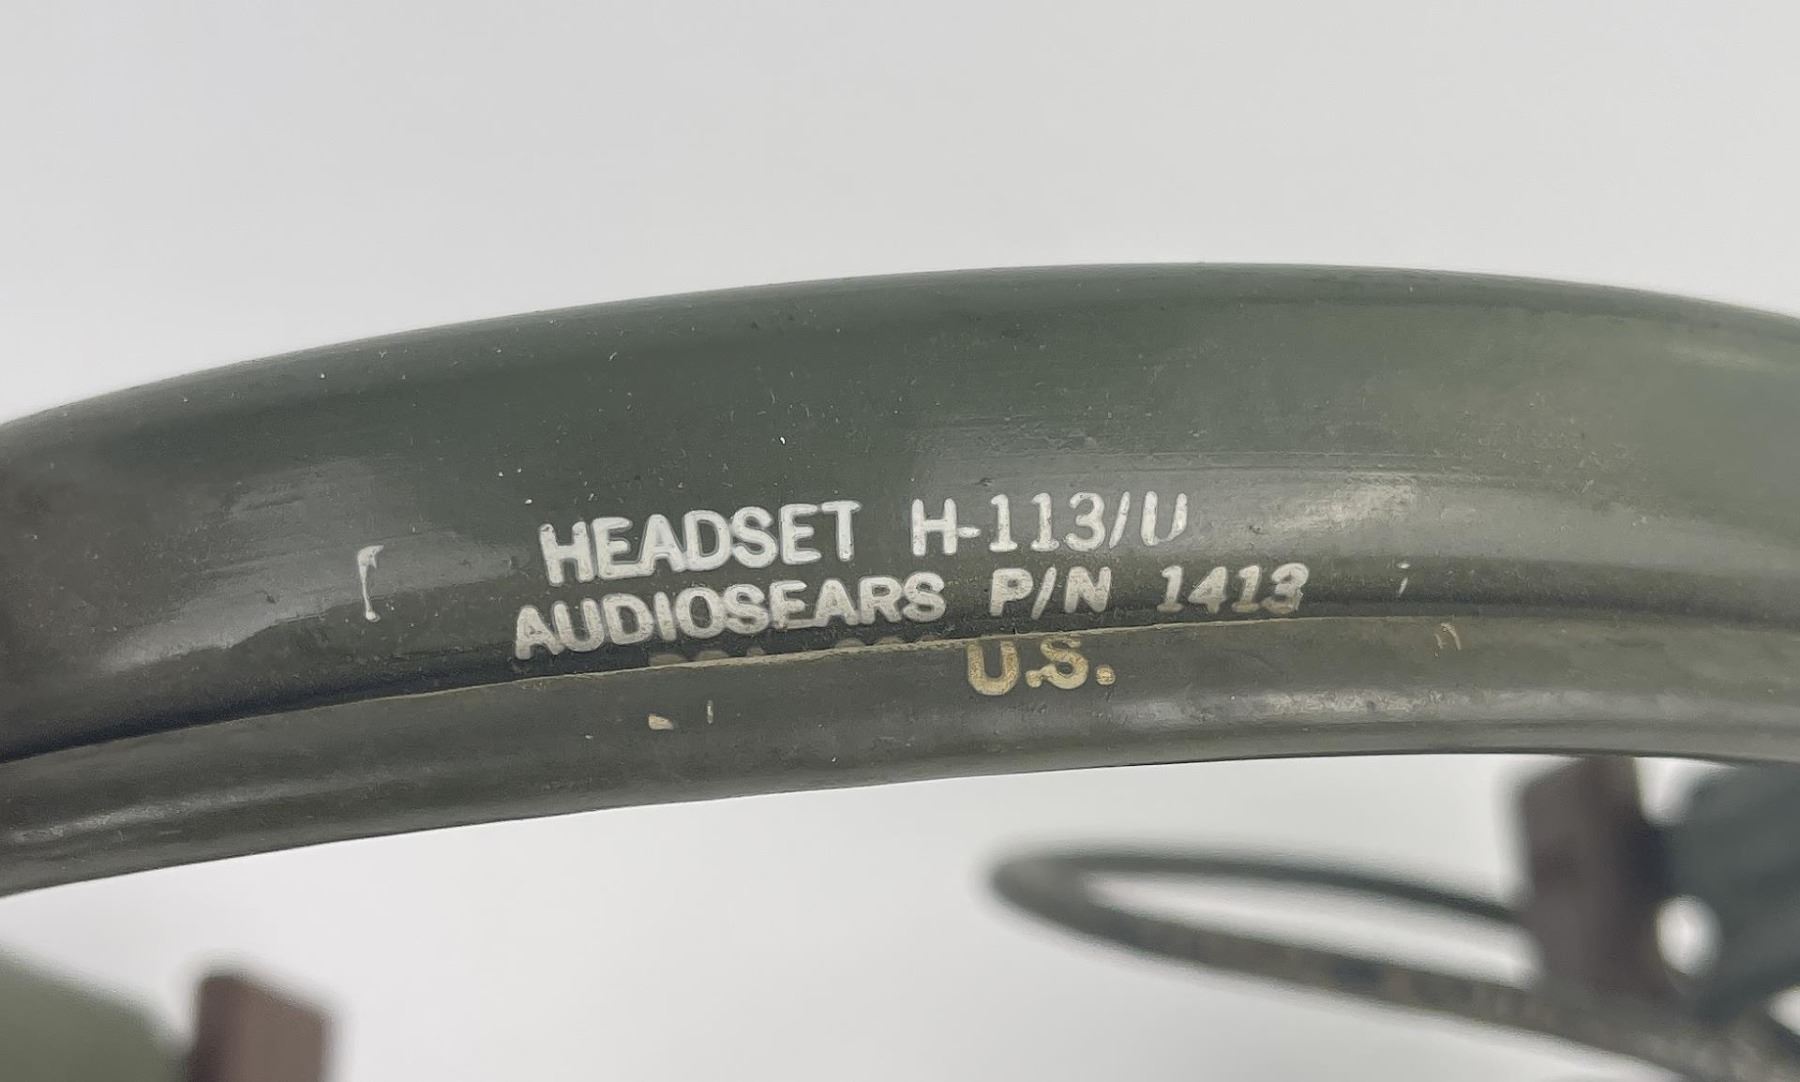 HEADSET H-113/U
AUDIOSEARS P/N 1413
U.S.